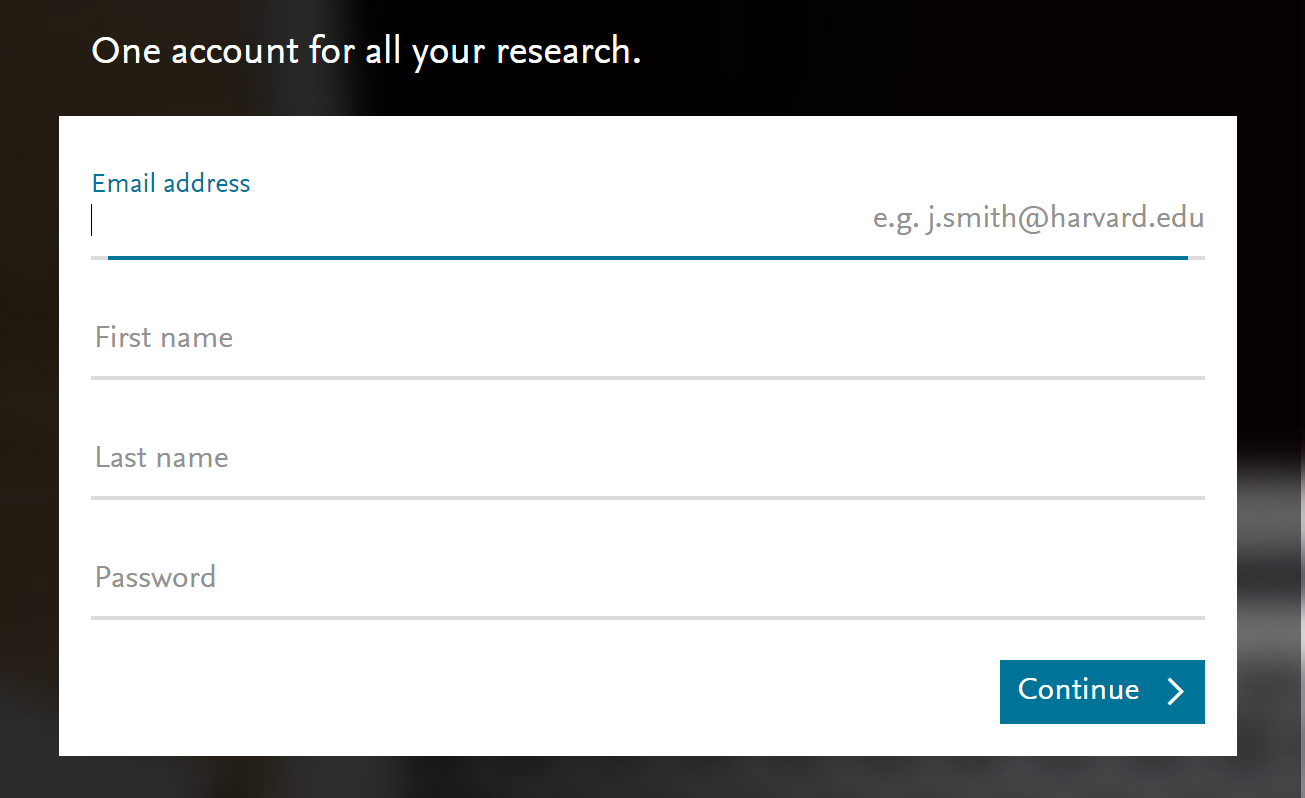 One account for all your research.
Email address
e.g. j.smith@harvard.edu
First name
Last name
Password
Continue